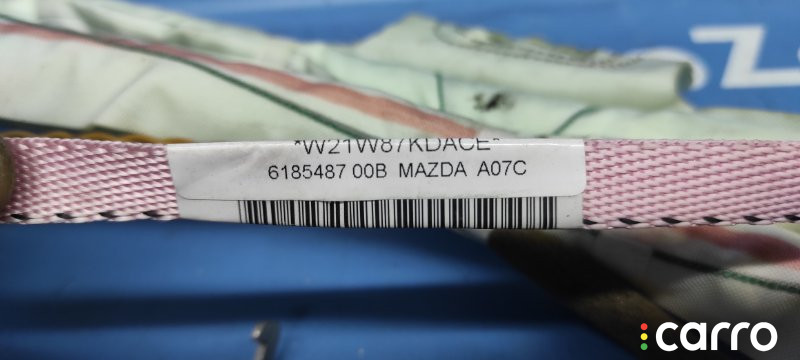 *W21W87KDACE*
6185487 00B MAZDA A07C
carro